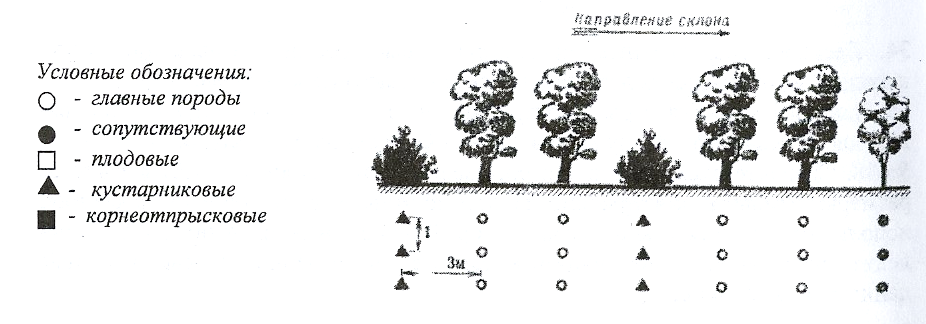 Направление склона
Условные обозначения:
- главные породы
- сопутствующие
- плодовые
- кустарниковые
- корнеотпрысковые
1
3м